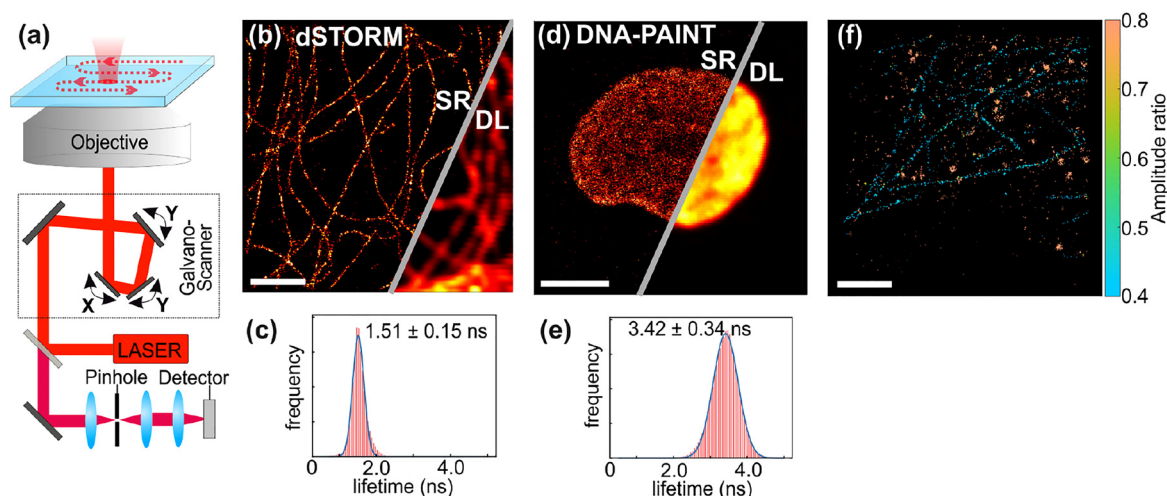 (a)
Objective
Y
Galvano-
Scanner
X
Y
LASER
Pinhole
Detector
(b) dSTORM
SR
DL
(c)
1.51 ± 0.15 ns
frequency
0
2.0
4.0
lifetime (ns)
(d) DNA-PAINT
SR
DL
(e)
3.42 ± 0.34 ns
frequency
0
2.0
4.0
lifetime (ns)
(f)
0.8
0.7
0.6
0.5
0.4
Amplitude ratio